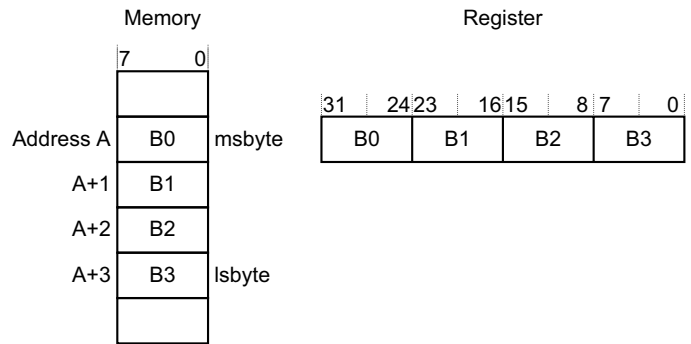 Memory Register
7 0
31 24 23 16 15 8 7 0
Address A B0 msbyte B0 B1 B2 B3
A+1 B1
A+2 B2
A+3 B3 lsbyte